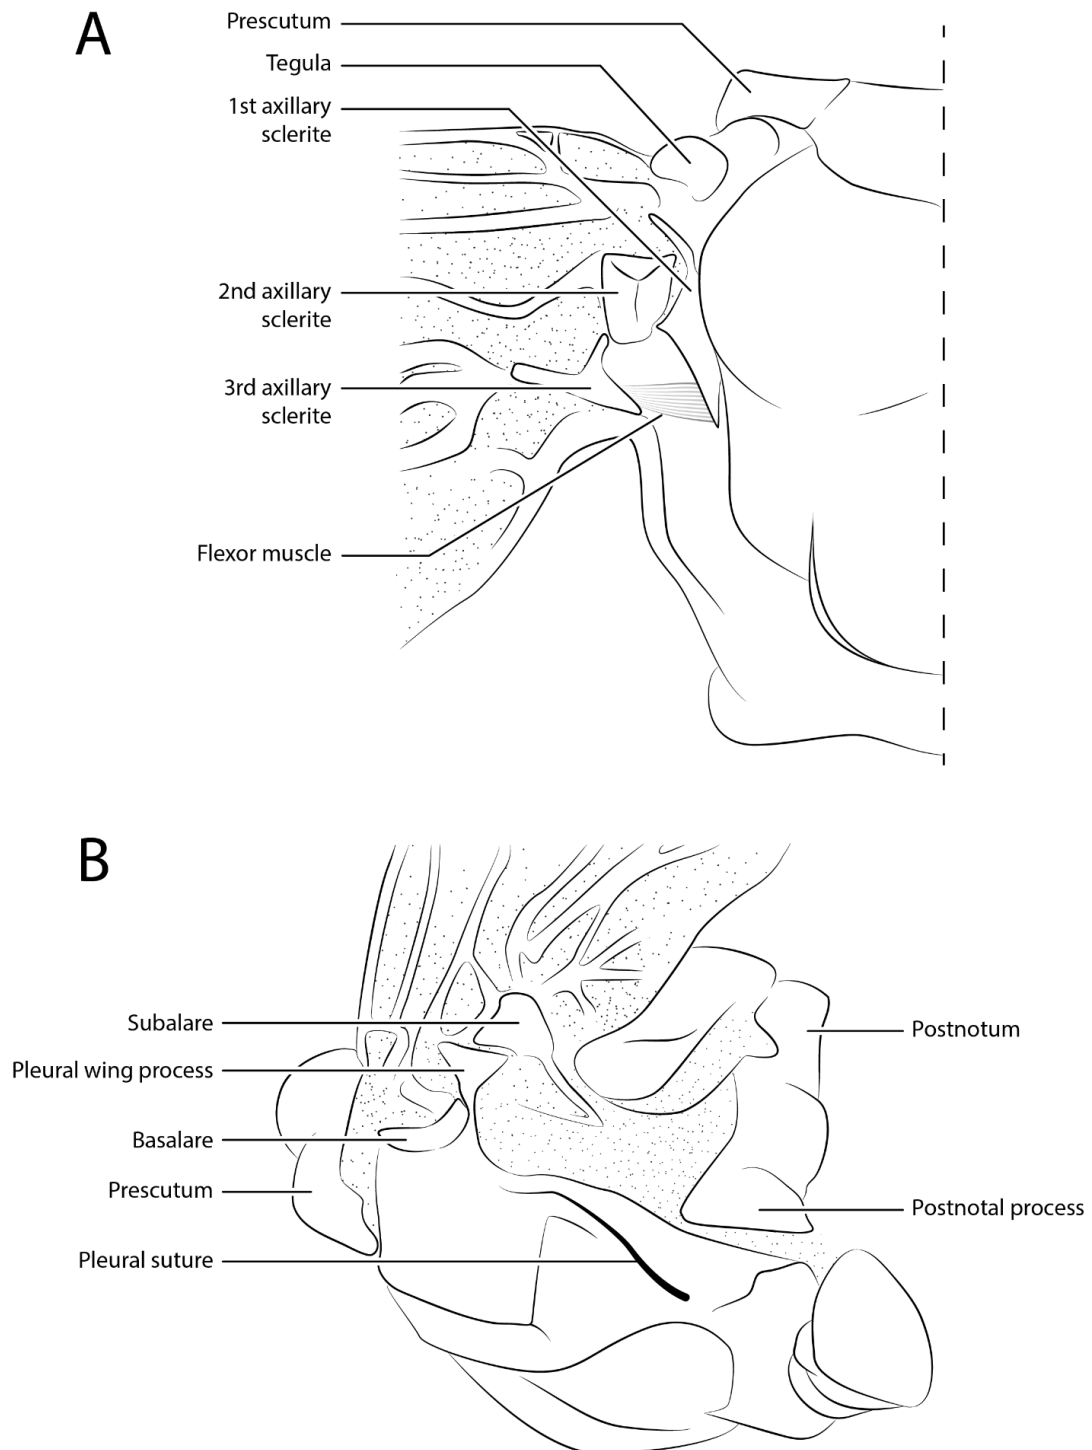 A
Prescutum
Tegula
1st axillary
sclerite
2nd axillary
sclerite
3rd axillary
sclerite
Flexor muscle
B
Subalare
Pleural wing process
Basalare
Prescutum
Pleural suture
Postnotum
Postnotal process